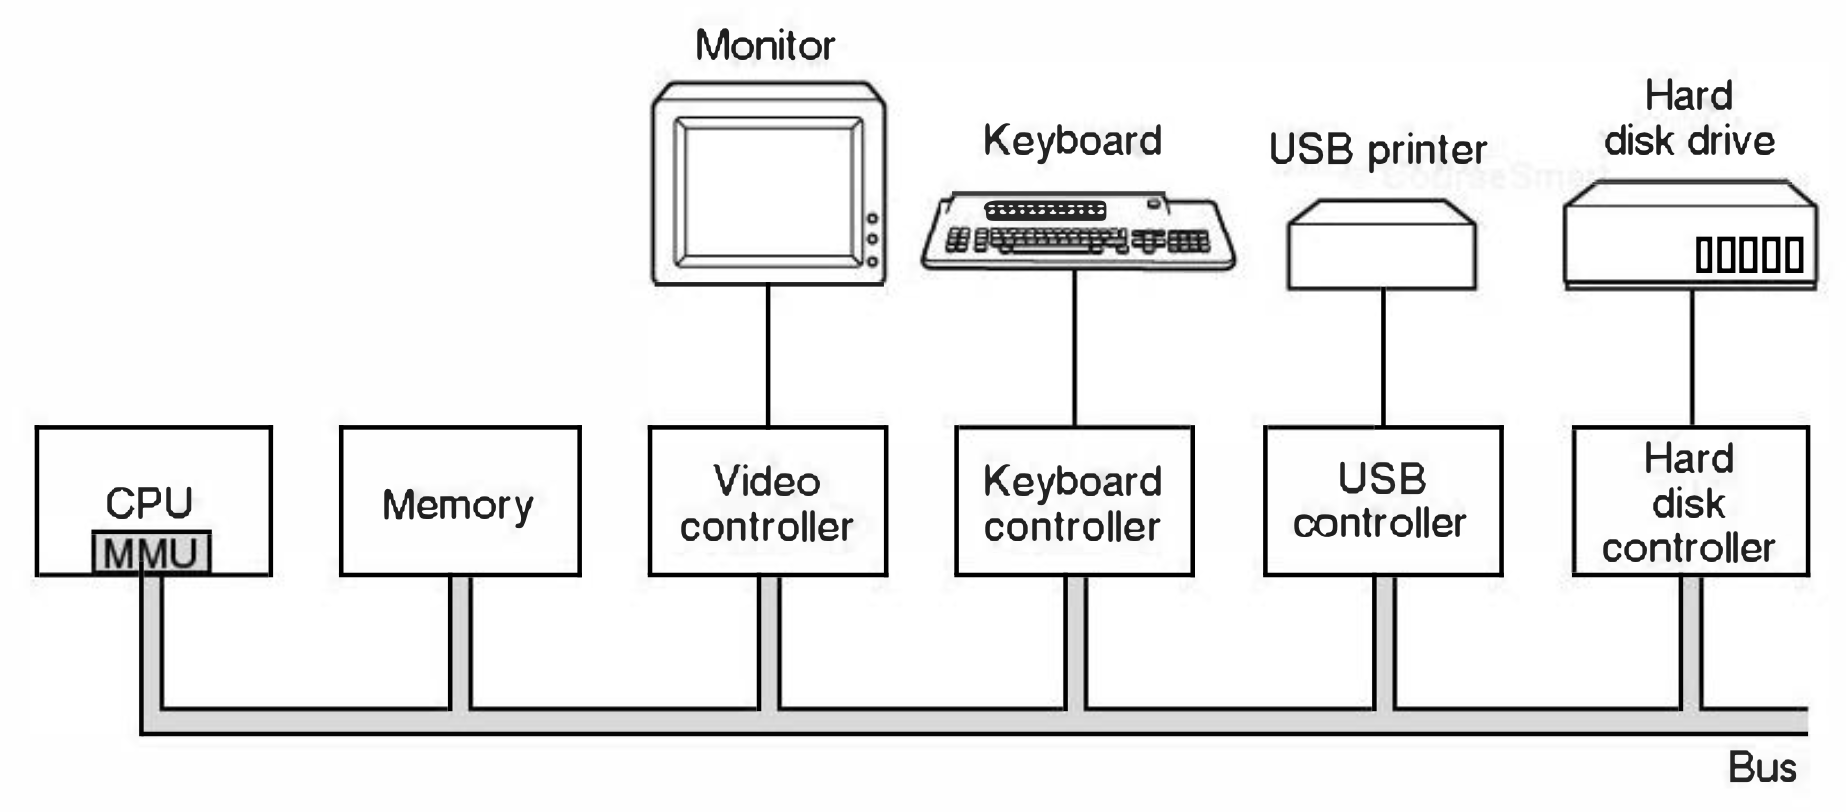 Monitor
Keyboard
USB printer
Hard
disk drive
CPU
MMU
Memory
Video
controller
Keyboard
controller
USB
controller
Hard
disk
controller
Bus
CourseSmart